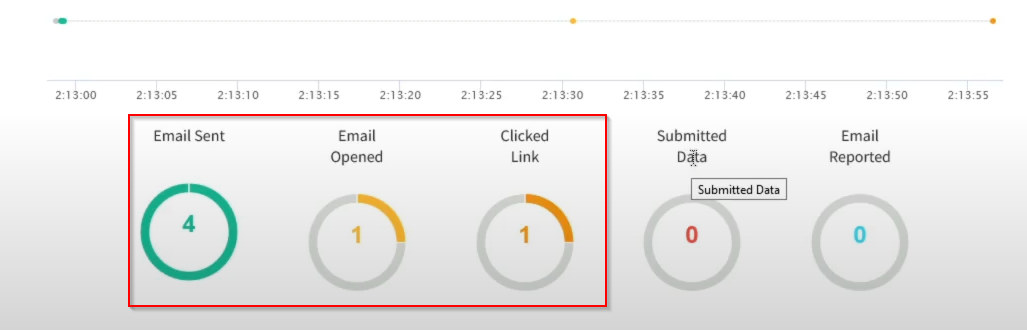 2:13:00 2:13:05 2:13:10 2:13:15 2:13:20 2:13:25 2:13:30 2:13:35 2:13:40 2:13:45 2:13:50 2:13:55
Email Sent
Email
Opened
Clicked
Link
Submitted
Data
Email
Reported
Submitted Data
4
1
1
0
0